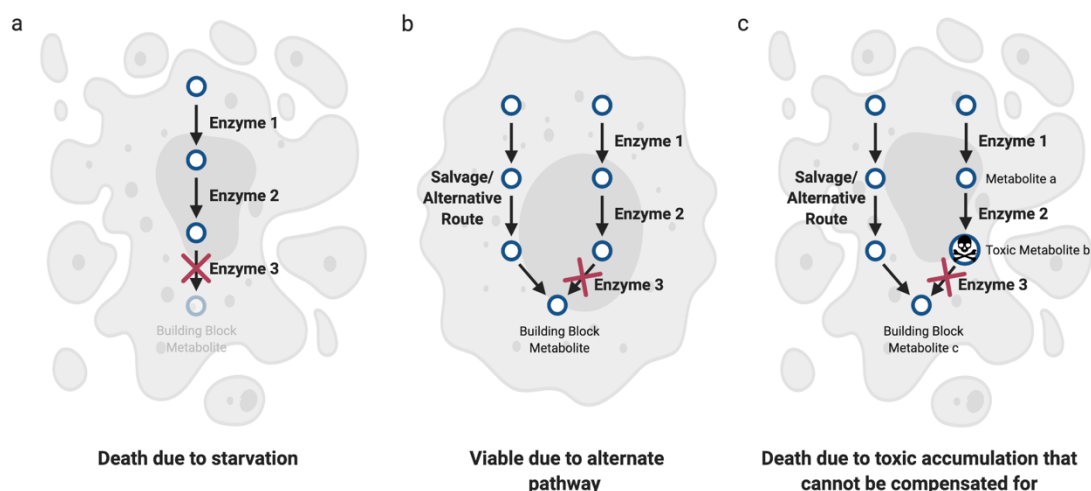 a
Enzyme 1
Enzyme 2
Enzyme 3
Building Block
Metabolite
Death due to starvation
b
Enzyme 1
Salvage/
Alternative
Route
Enzyme 2
Enzyme 3
Building Block
Metabolite
Viable due to alternate
pathway
c
Enzyme 1
Salvage/
Alternative
Route
Metabolite a
Enzyme 2
Toxic Metabolite b
Enzyme 3
Building Block
Metabolite c
Death due to toxic accumulation that
cannot be compensated for